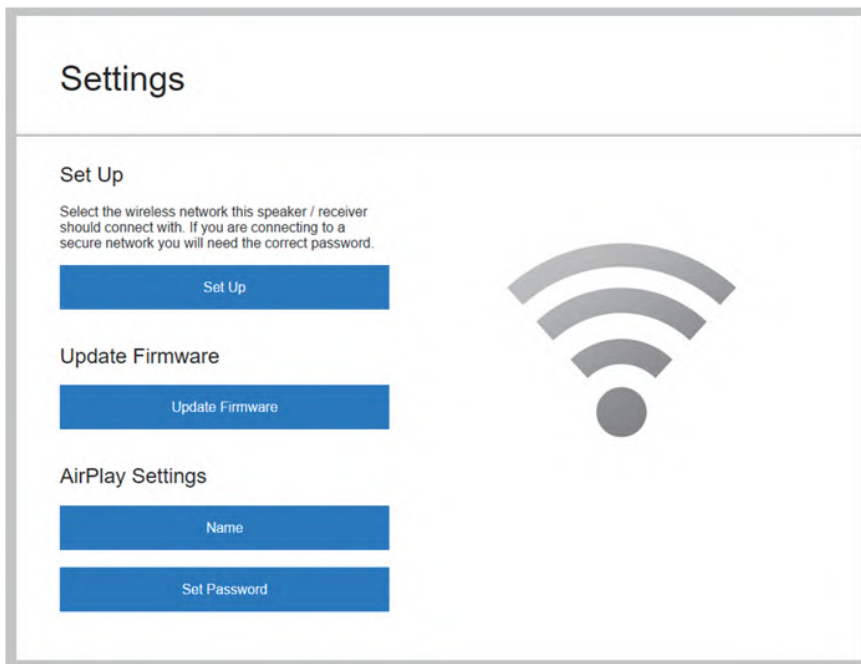 Settings
Set Up
Select the wireless network this speaker / receiver
should connect with. If you are connecting to a
secure network you will need the correct password.
Set Up
Update Firmware
Update Firmware
AirPlay Settings
Name
Set Password